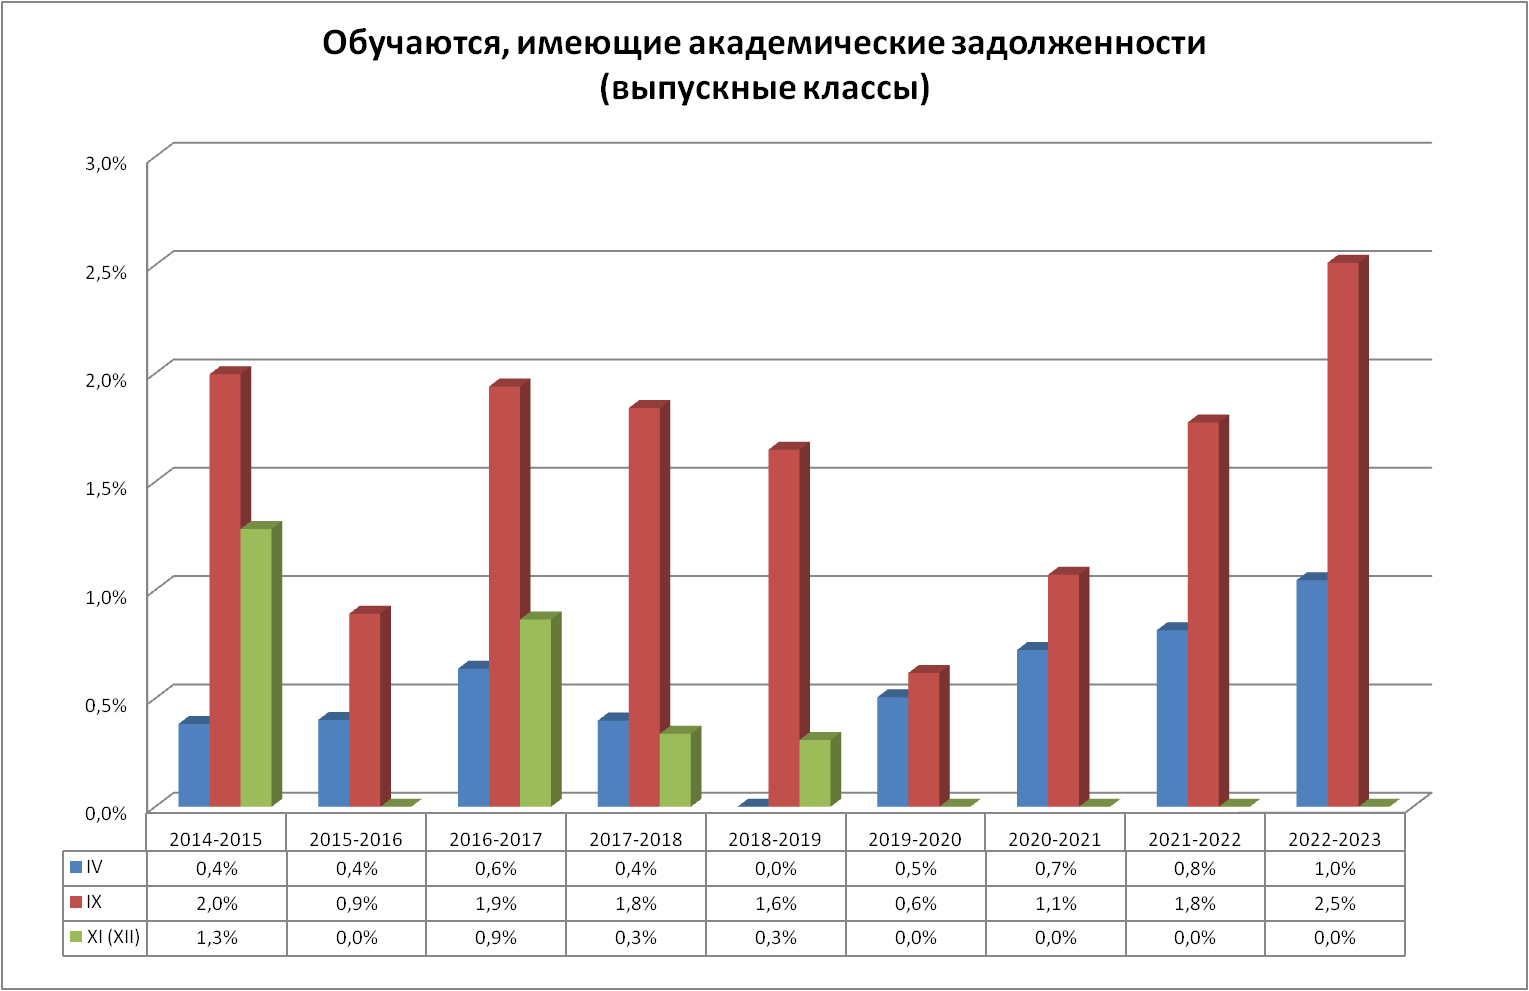 Обучаются, имеющие академические задолженности
(выпускные классы)
3,0%
2,5%
2,0%
1,5%
1,0%
0,5%
0,0%
2014-2015 2015-2016 2016-2017 2017-2018 2018-2019 2019-2020 2020-2021 2021-2022 2022-2023
IV 0,4% 0,4% 0,6% 0,4% 0,0% 0,5% 0,7% 0,8% 1,0%
IX 2,0% 0,9% 1,9% 1,8% 1,6% 0,6% 1,1% 1,8% 2,5%
XI (XII) 1,3% 0,0% 0,9% 0,3% 0,3% 0,0% 0,0% 0,0% 0,0%